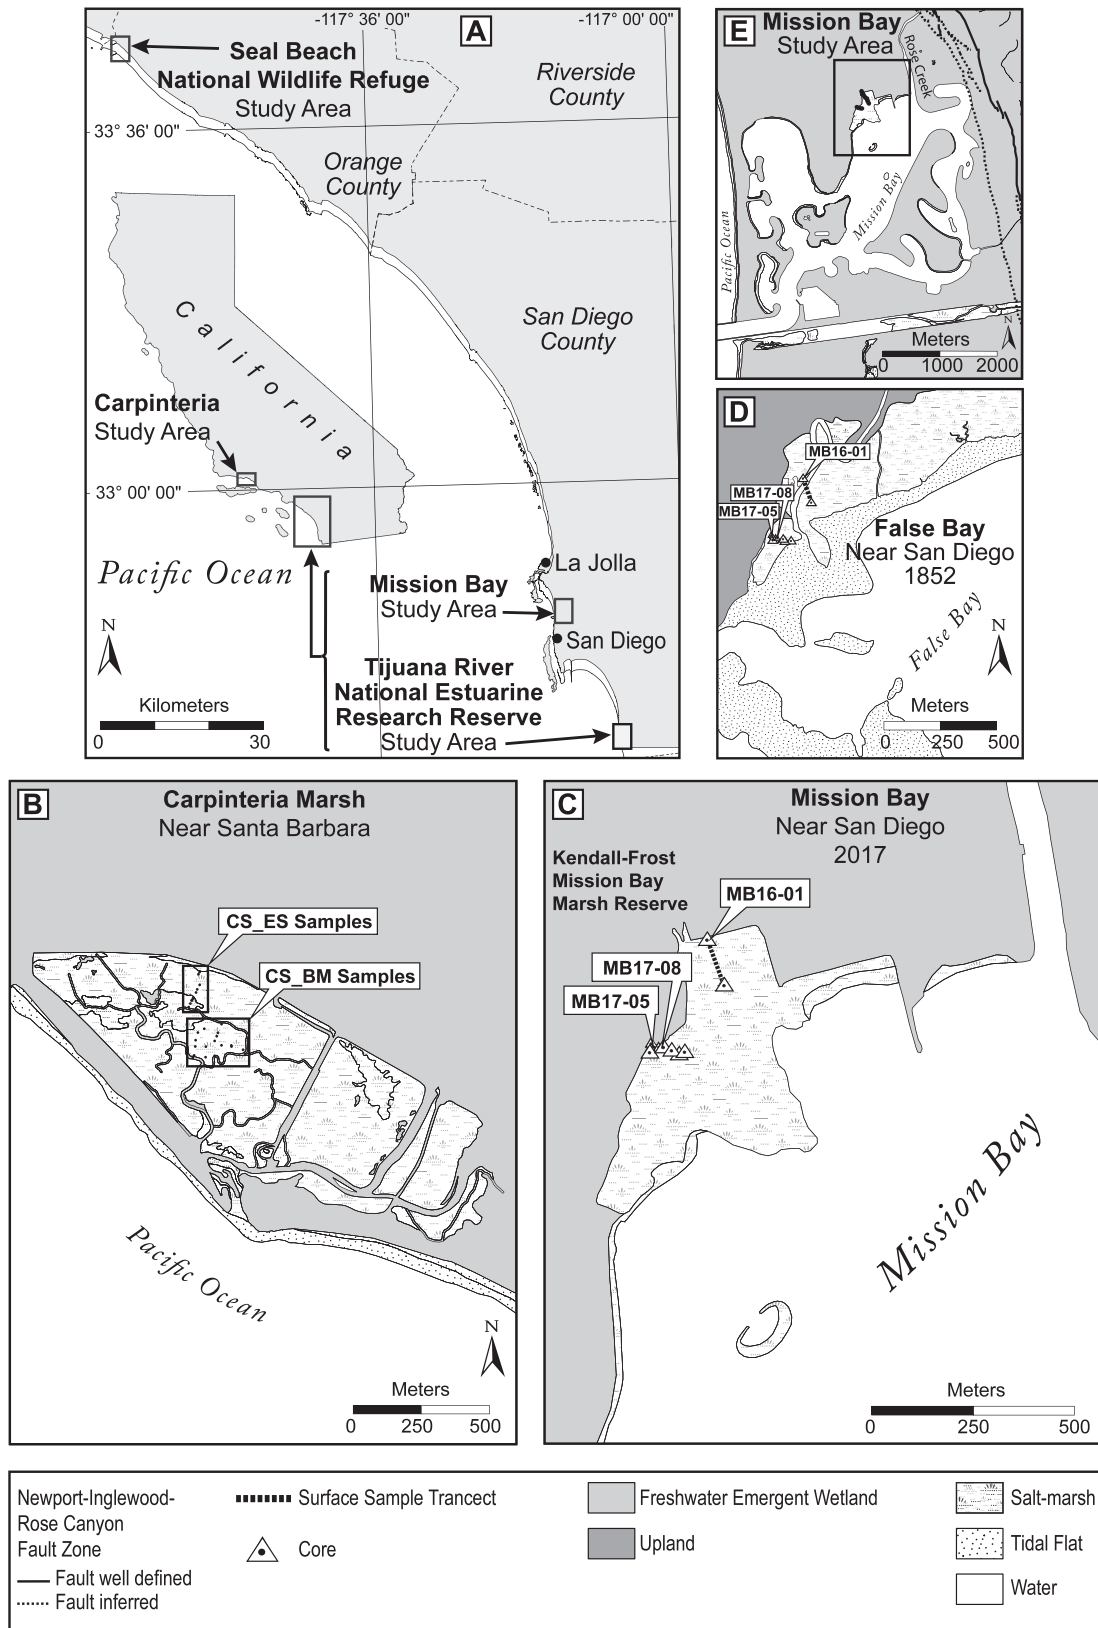 -117° 36' 00"
-117° 00' 00"
A
Seal Beach
National Wildlife Refuge
Study Area
Riverside
County
33° 36' 00"
Orange
County
California
San Diego
County
Carpinteria
Study Area
33° 00' 00"
Pacific Ocean
La Jolla
Mission Bay
Study Area
San Diego
N
Tijuana River
National Estuarine
Research Reserve
Study Area
Kilometers
0 30
E
Mission Bay
Study Area
Rose Creek
Mission Bay
Pacific Ocean
N
Meters
0 1000 2000
D
MB16-01
MB17-08
MB17-05
False Bay
Near San Diego
1852
False Bay
N
Meters
0 250 500
B
Carpinteria Marsh
Near Santa Barbara
CS_ES Samples
CS_BM Samples
Pacific Ocean
N
Meters
0 250 500
C
Mission Bay
Near San Diego
2017
Kendall-Frost
Mission Bay
Marsh Reserve
MB16-01
MB17-08
MB17-05
Mission Bay
Meters
0 250 500
Newport-Inglewood-
Rose Canyon
Fault Zone
Fault well defined
Fault inferred
Surface Sample Trancect
Core
Freshwater Emergent Wetland
Upland
Salt-marsh
Tidal Flat
Water